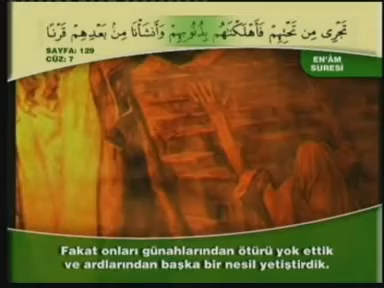 تَجْرِى مِن تَحْتِهِمْ فَأَهْلَكْنَاهُم بِذُنُوبِهِمْ وَأَنشَأْنَا مِنْ بَعْدِهِمْ قَرْنًا
SAYFA: 129
CÜZ: 7
EN'ÂM
SURESİ
Fakat onları günahlarından ötürü yok ettik
ve ardlarından başka bir nesil yetiştirdik.